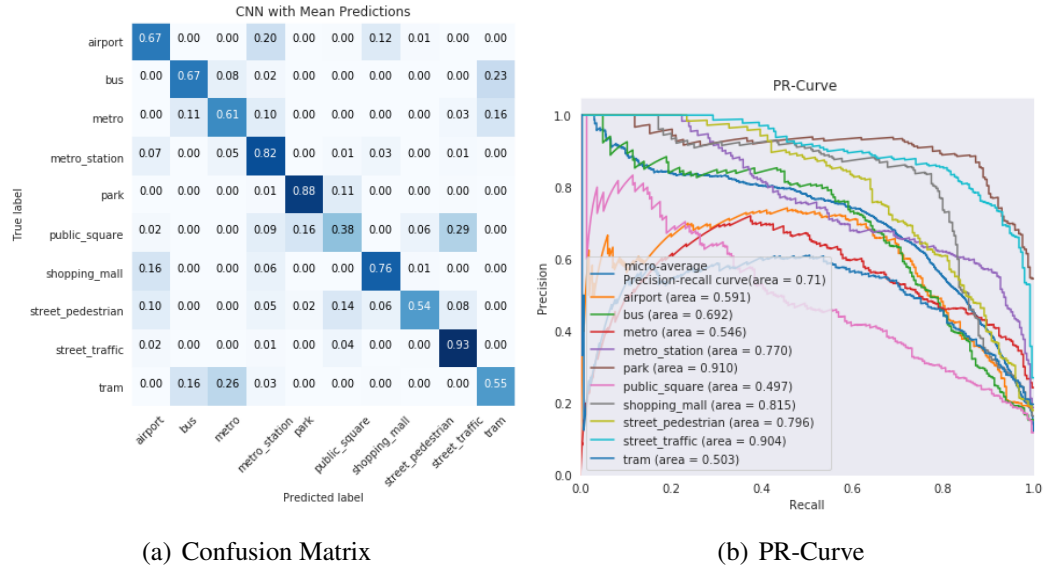 CNN with Mean Predictions
True label
airport 0.67 0.00 0.00 0.20 0.00 0.00 0.12 0.01 0.00 0.00
bus 0.00 0.67 0.08 0.02 0.00 0.00 0.00 0.00 0.00 0.23
metro 0.00 0.11 0.61 0.10 0.00 0.00 0.00 0.00 0.03 0.16
metro_station 0.07 0.00 0.05 0.82 0.00 0.01 0.03 0.00 0.01 0.00
park 0.00 0.00 0.00 0.01 0.88 0.11 0.00 0.00 0.00 0.00
public_square 0.02 0.00 0.00 0.09 0.16 0.38 0.00 0.06 0.29 0.00
shopping_mall 0.16 0.00 0.00 0.06 0.00 0.00 0.76 0.01 0.00 0.00
street_pedestrian 0.10 0.00 0.00 0.05 0.02 0.14 0.06 0.54 0.08 0.00
street_traffic 0.02 0.00 0.00 0.01 0.00 0.04 0.00 0.00 0.93 0.00
tram 0.00 0.16 0.26 0.03 0.00 0.00 0.00 0.00 0.00 0.55
airport bus metro metro_station park public_square shopping_mall street_pedestrian street_traffic tram
Predicted label
(a) Confusion Matrix
PR-Curve
Precision
1.0
0.8
0.6
0.4
0.2
0.0
micro-average
Precision-recall curve(area = 0.71)
airport (area = 0.591)
bus (area = 0.692)
metro (area = 0.546)
metro_station (area = 0.770)
park (area = 0.910)
public_square (area = 0.497)
shopping_mall (area = 0.815)
street_pedestrian (area = 0.796)
street_traffic (area = 0.904)
tram (area = 0.503)
0.0 0.2 0.4 0.6 0.8 1.0
Recall
(b) PR-Curve